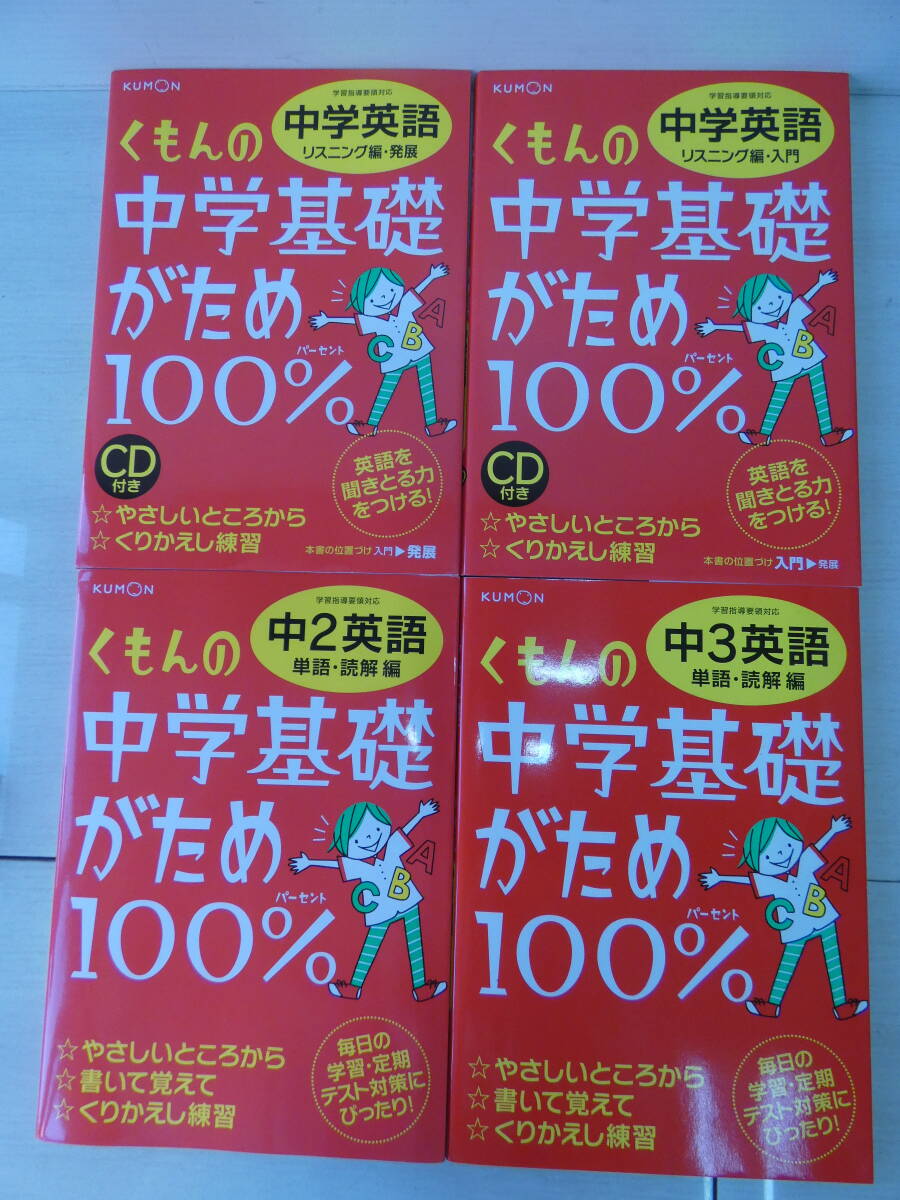 KUMON
学習指導要領対応
中学英語
リスニング編・発展
くもんの
中学基礎
がため
100%
パーセント
A
B
C
CD
付き
英語を
聞きとる力
をつける!
☆やさしいところから
☆くりかえし練習
本書の位置づけ 入門▶発展
KUMON
学習指導要領対応
中学英語
リスニング編・入門
くもんの
中学基礎
がため
100%
パーセント
A
B
C
CD
付き
英語を
聞きとる力
をつける!
☆やさしいところから
☆くりかえし練習
本書の位置づけ 入門▶発展
KUMON
学習指導要領対応
中2英語
単語・読解 編
くもんの
中学基礎
がため
100%
パーセント
A
B
C
☆やさしいところから
☆書いて覚えて
☆くりかえし練習
毎日の
学習・定期
テスト対策に
ぴったり!
KUMON
学習指導要領対応
中3英語
単語・読解 編
くもんの
中学基礎
がため
100%
パーセント
A
B
C
☆やさしいところから
☆書いて覚えて
☆くりかえし練習
毎日の
学習・定期
テスト対策に
ぴったり!